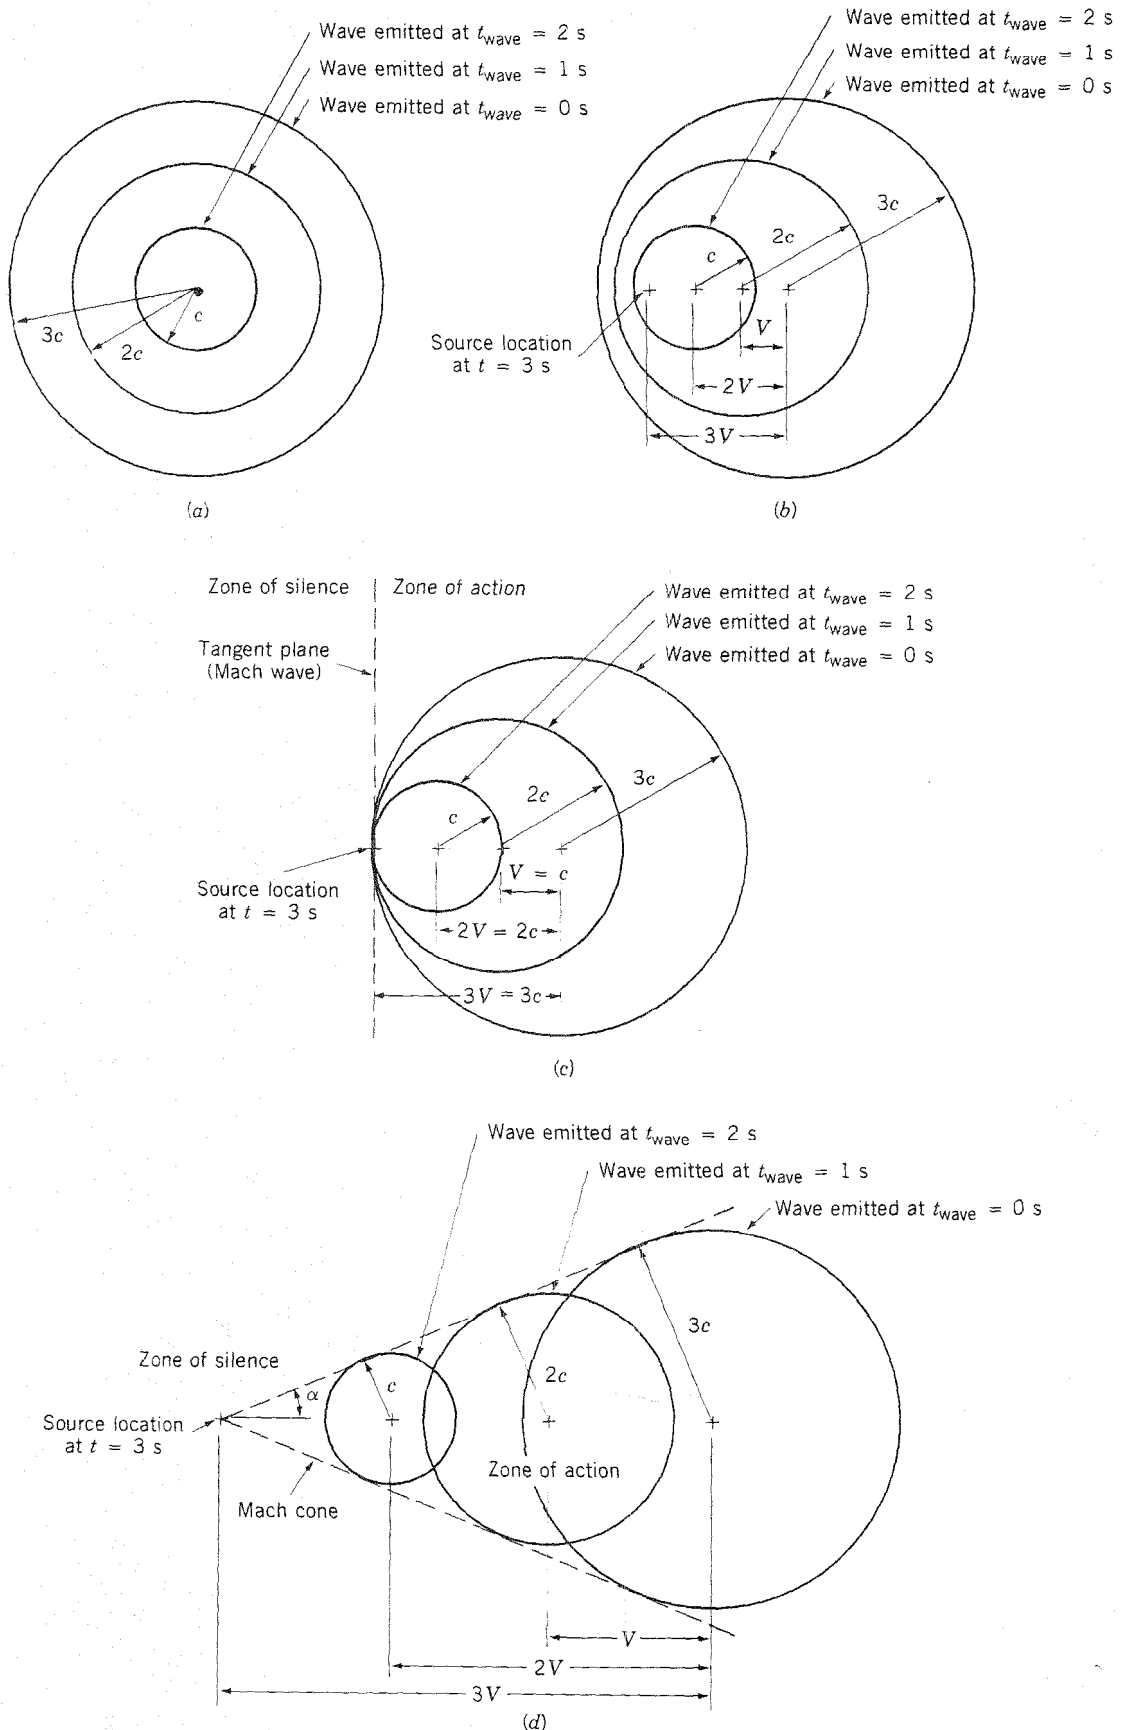 Wave emitted at t_wave = 2 s
Wave emitted at t_wave = 1 s
Wave emitted at t_wave = 0 s
3c
2c
c
(a)
Wave emitted at t_wave = 2 s
Wave emitted at t_wave = 1 s
Wave emitted at t_wave = 0 s
3c
2c
c
V
Source location
at t = 3 s
2V
3V
(b)
Zone of silence
Zone of action
Wave emitted at t_wave = 2 s
Wave emitted at t_wave = 1 s
Wave emitted at t_wave = 0 s
Tangent plane
(Mach wave)
3c
2c
c
V = c
Source location
at t = 3 s
2V = 2c
3V = 3c
(c)
Wave emitted at t_wave = 2 s
Wave emitted at t_wave = 1 s
Wave emitted at t_wave = 0 s
3c
Zone of silence
2c
c
α
Source location
at t = 3 s
Zone of action
Mach cone
V
2V
3V
(d)